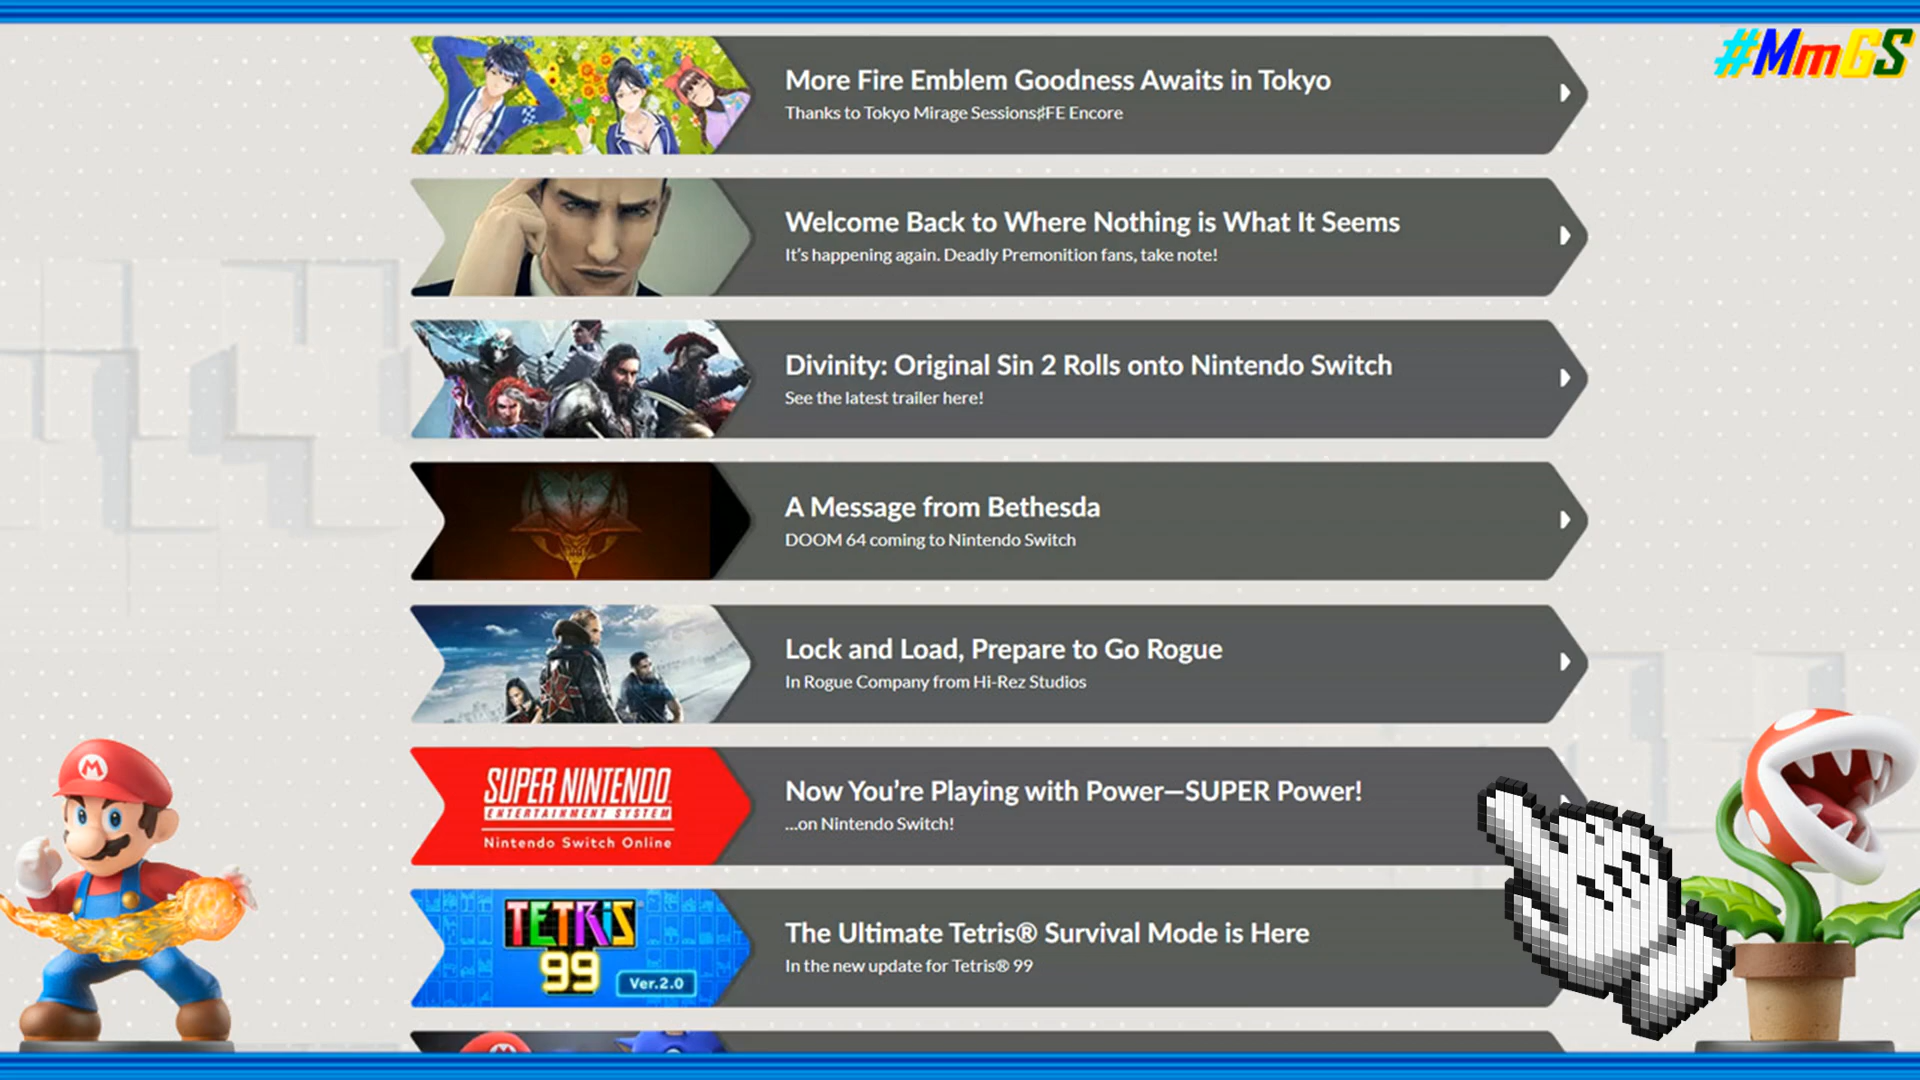 #MmGS
More Fire Emblem Goodness Awaits in Tokyo
Thanks to Tokyo Mirage Sessions♯FE Encore
Welcome Back to Where Nothing is What It Seems
It's happening again. Deadly Premonition fans, take note!
Divinity: Original Sin 2 Rolls onto Nintendo Switch
See the latest trailer here!
A Message from Bethesda
DOOM 64 coming to Nintendo Switch
Lock and Load, Prepare to Go Rogue
In Rogue Company from Hi-Rez Studios
SUPER NINTENDO
ENTERTAINMENT SYSTEM
Nintendo Switch Online
Now You're Playing with Power—SUPER Power!
...on Nintendo Switch!
TETRIS
99
Ver.2.0
The Ultimate Tetris® Survival Mode is Here
In the new update for Tetris® 99
M